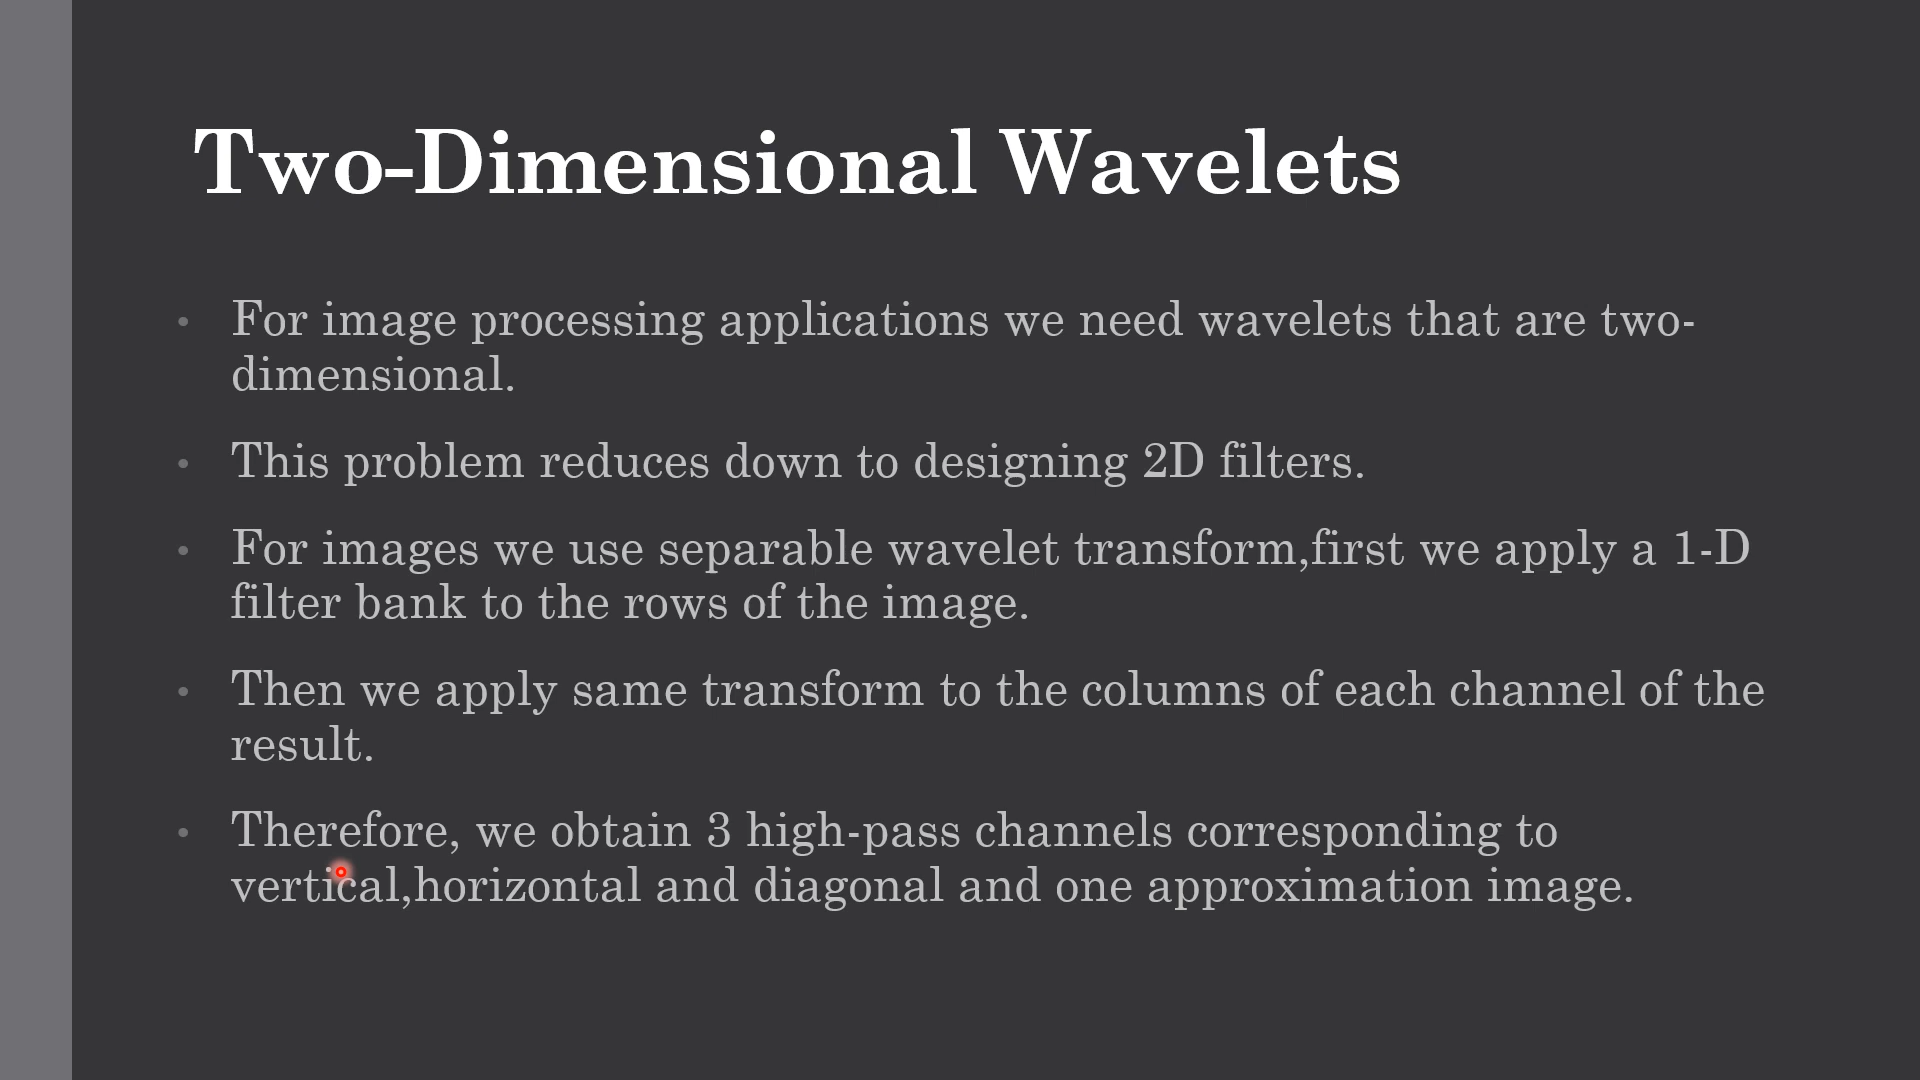 Two-Dimensional Wavelets
• For image processing applications we need wavelets that are two-
dimensional.
• This problem reduces down to designing 2D filters.
• For images we use separable wavelet transform,first we apply a 1-D
filter bank to the rows of the image.
• Then we apply same transform to the columns of each channel of the
result.
• Therefore, we obtain 3 high-pass channels corresponding to
vertical,horizontal and diagonal and one approximation image.